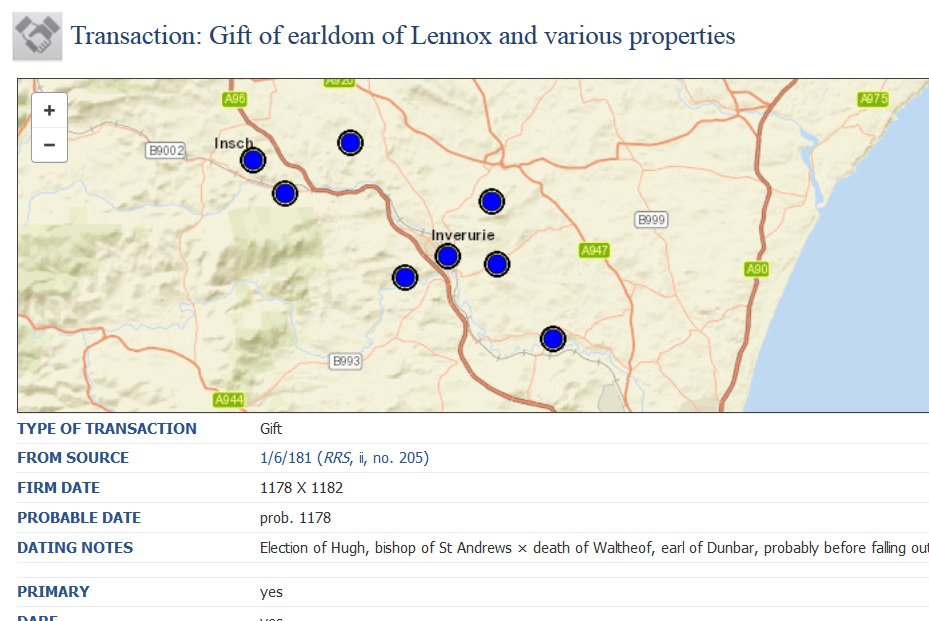 Transaction: Gift of earldom of Lennox and various properties
+
−
A96
A920
A975
Insch
B9002
B999
Inverurie
A947
A90
B993
A944
TYPE OF TRANSACTION Gift
FROM SOURCE 1/6/181 (RRS, ii, no. 205)
FIRM DATE 1178 X 1182
PROBABLE DATE prob. 1178
DATING NOTES Election of Hugh, bishop of St Andrews × death of Waltheof, earl of Dunbar, probably before falling out
PRIMARY yes
DARE yes